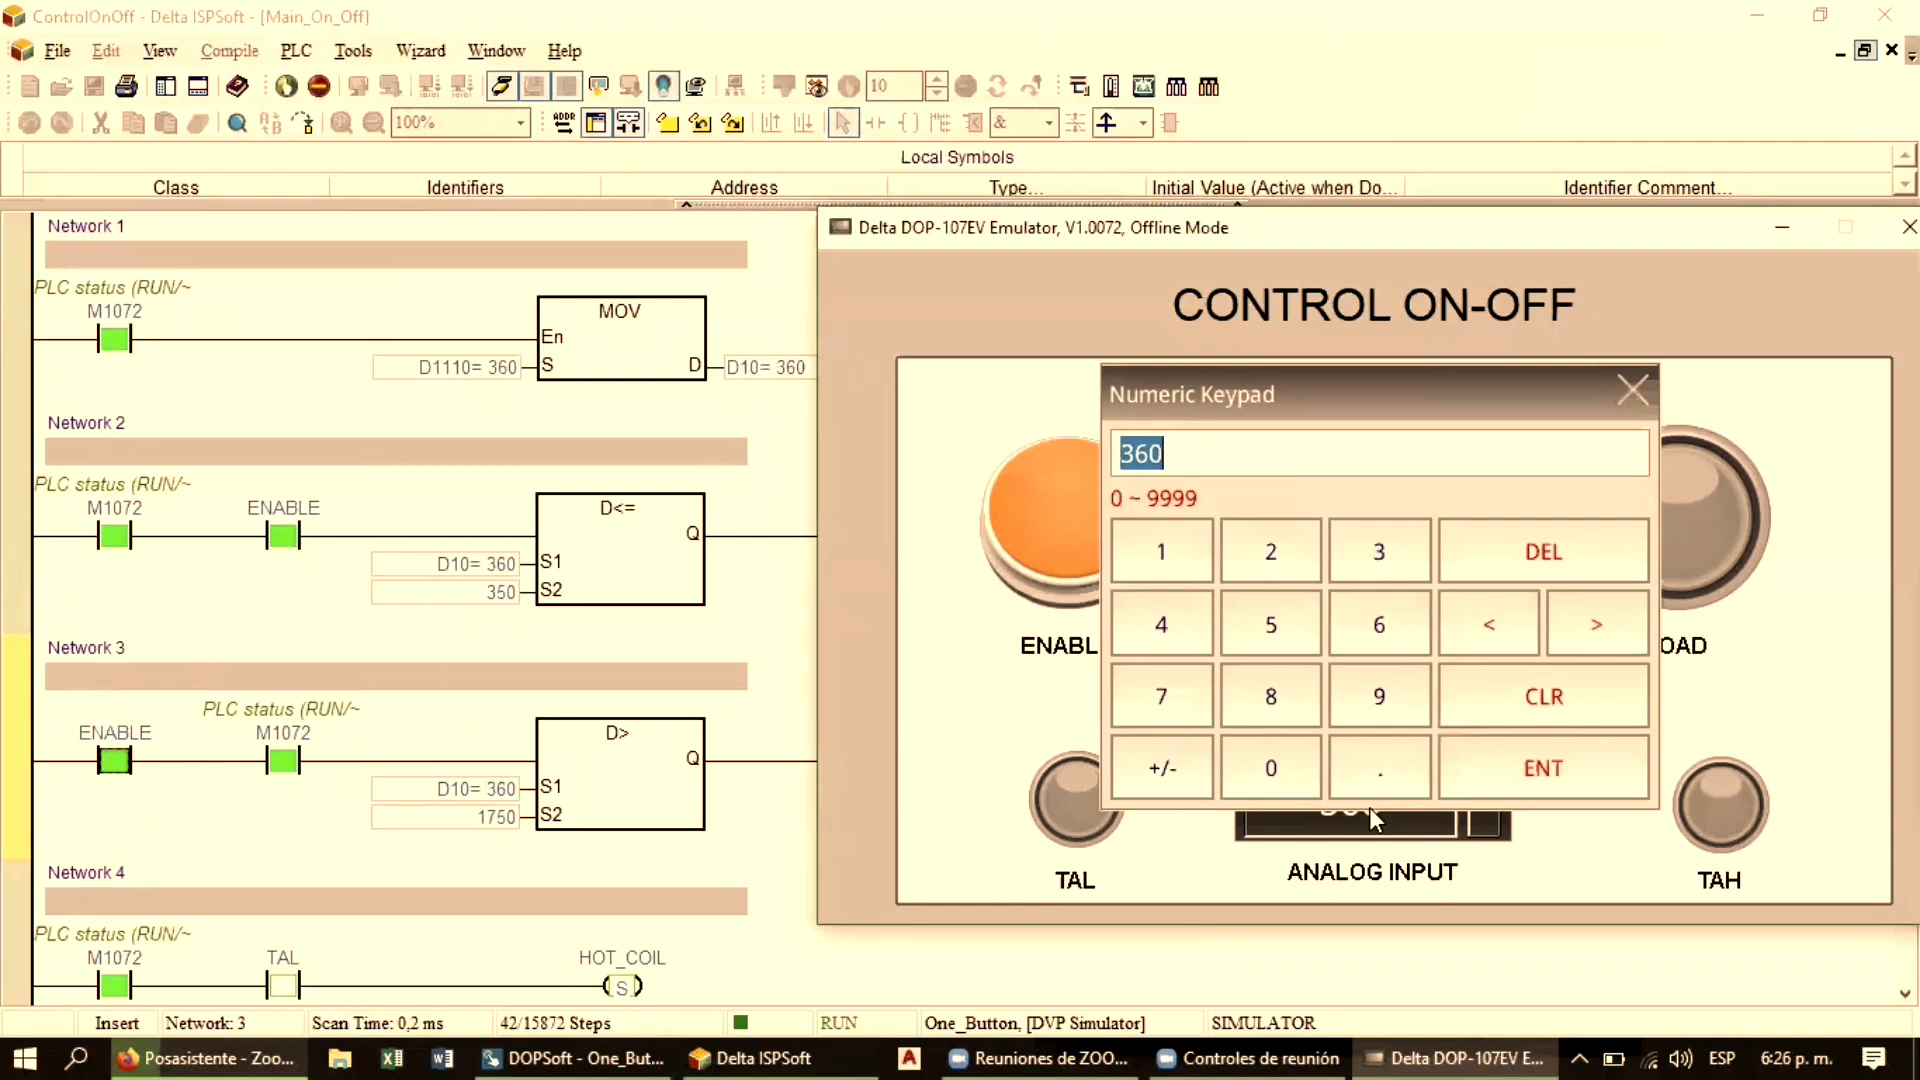 ControlOnOff - Delta ISPSoft - [Main_On_Off]
File Edit View Compile PLC Tools Wizard Window Help
10
100%
ADDR
&
Local Symbols
Class Identifiers Address Type... Initial Value (Active when Do... Identifier Comment...
Network 1
PLC status (RUN/~
M1072
MOV
En
D1110= 360 S D D10= 360
Network 2
PLC status (RUN/~
M1072 ENABLE
D<=
Q
D10= 360 S1
350 S2
Network 3
PLC status (RUN/~
ENABLE M1072
D>
Q
D10= 360 S1
1750 S2
Network 4
PLC status (RUN/~
M1072 TAL HOT_COIL
S
Delta DOP-107EV Emulator, V1.0072, Offline Mode
CONTROL ON-OFF
Numeric Keypad
360
0 ~ 9999
1 2 3 DEL
4 5 6 < >
7 8 9 CLR
+/- 0 . ENT
ENABL OAD
TAL ANALOG INPUT TAH
Insert Network: 3 Scan Time: 0,2 ms 42/15872 Steps RUN One_Button, [DVP Simulator] SIMULATOR
Posasistente - Zoo... DOPSoft - One_But... Delta ISPSoft Reuniones de ZOO... Controles de reunión Delta DOP-107EV E... ESP 6:26 p. m.